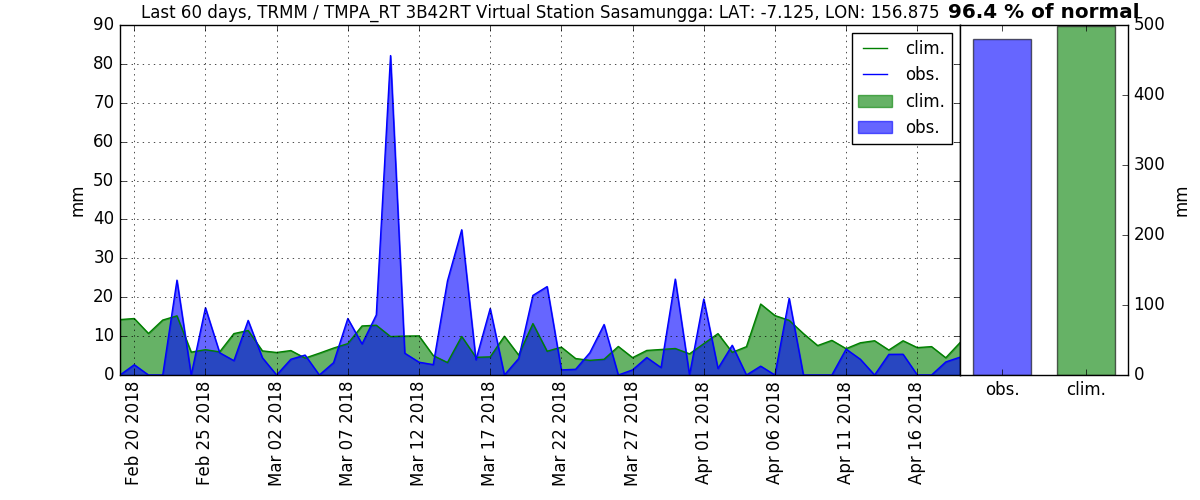 Last 60 days, TRMM / TMPA_RT 3B42RT Virtual Station Sasamungga: LAT: -7.125, LON: 156.875 96.4 % of normal
90
80
70
60
50
40
30
20
10
0
mm
clim.
obs.
clim.
obs.
500
400
300
200
100
0
mm
Feb 20 2018
Feb 25 2018
Mar 02 2018
Mar 07 2018
Mar 12 2018
Mar 17 2018
Mar 22 2018
Mar 27 2018
Apr 01 2018
Apr 06 2018
Apr 11 2018
Apr 16 2018
obs.
clim.